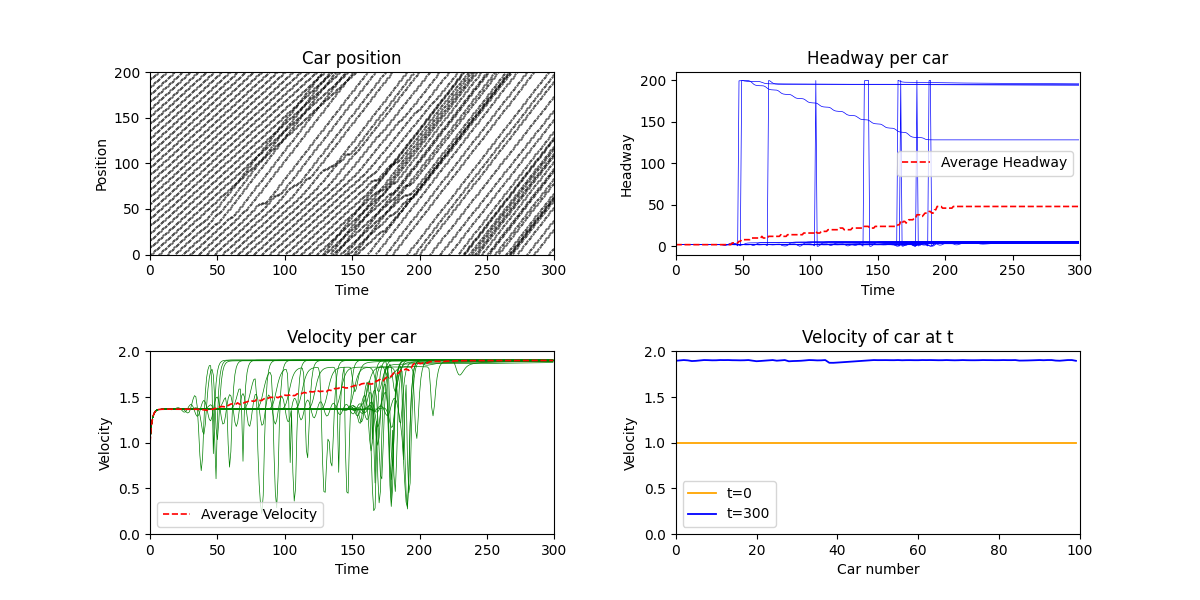 Car position
Position
200
150
100
50
0
0 50 100 150 200 250 300
Time
Headway per car
Headway
200
150
100
50
0
Average Headway
0 50 100 150 200 250 300
Time
Velocity per car
Velocity
2.0
1.5
1.0
0.5
0.0
Average Velocity
0 50 100 150 200 250 300
Time
Velocity of car at t
Velocity
2.0
1.5
1.0
0.5
0.0
t=0
t=300
0 20 40 60 80 100
Car number